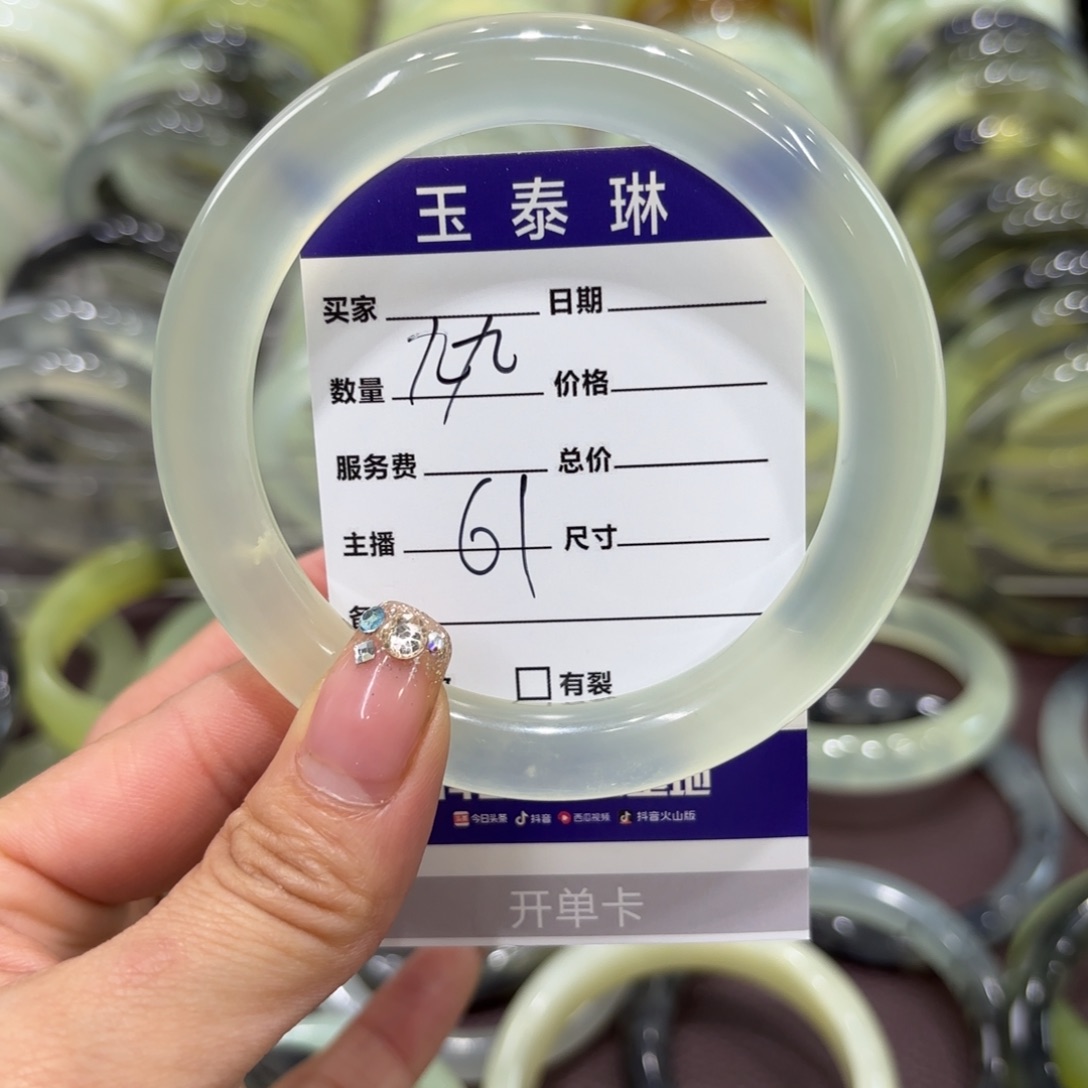 玉泰琳
买家 日期
数量 价格
服务费 总价
61
主播 尺寸
有裂
今日头条 抖音 西瓜视频 抖音火山版
开单卡